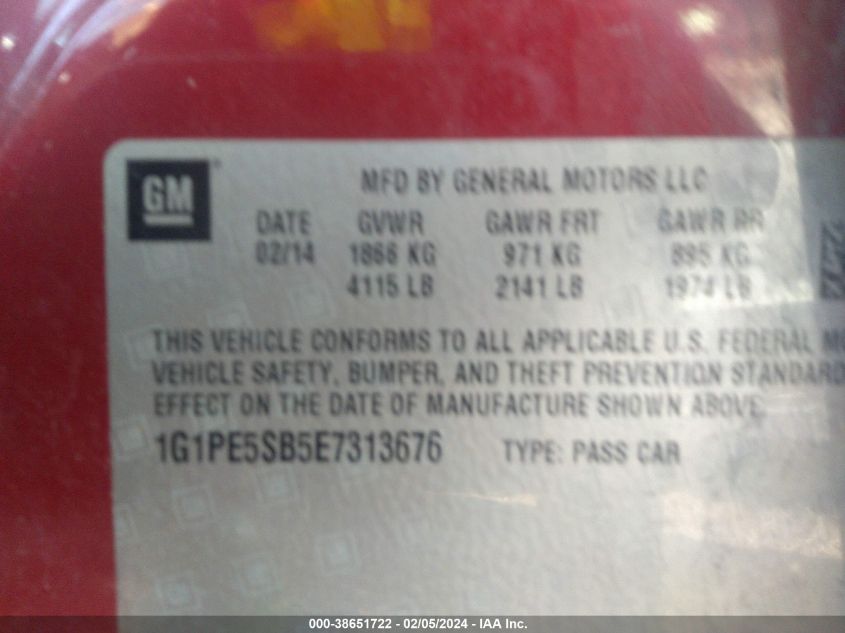 GM
MFD BY GENERAL MOTORS LLC
DATE GVWR GAWR FRT GAWR RR
02/14 1866 KG 971 KG 895 KG
4115 LB 2141 LB 1974 LB
THIS VEHICLE CONFORMS TO ALL APPLICABLE U.S. FEDERAL
VEHICLE SAFETY, BUMPER, AND THEFT PREVENTION STANDARD
EFFECT ON THE DATE OF MANUFACTURE SHOWN ABOVE.
1G1PE5SB5E7313676 TYPE: PASS CAR
000-38651722 - 02/05/2024 - IAA Inc.